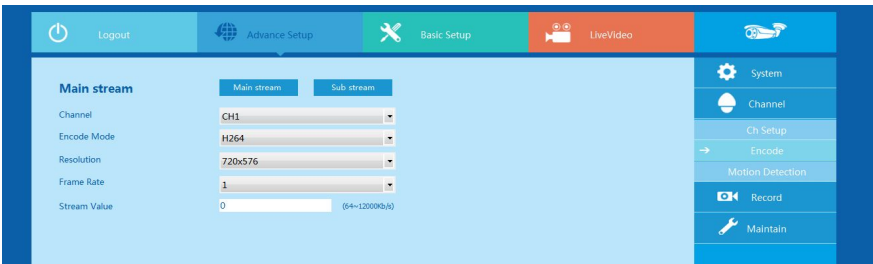 Logout
Advance Setup
Basic Setup
LiveVideo
Main stream
Main stream
Sub stream
Channel
CH1
Encode Mode
H264
Resolution
720x576
Frame Rate
1
Stream Value
0
(64~12000Kb/s)
System
Channel
Ch Setup
Encode
Motion Detection
Record
Maintain